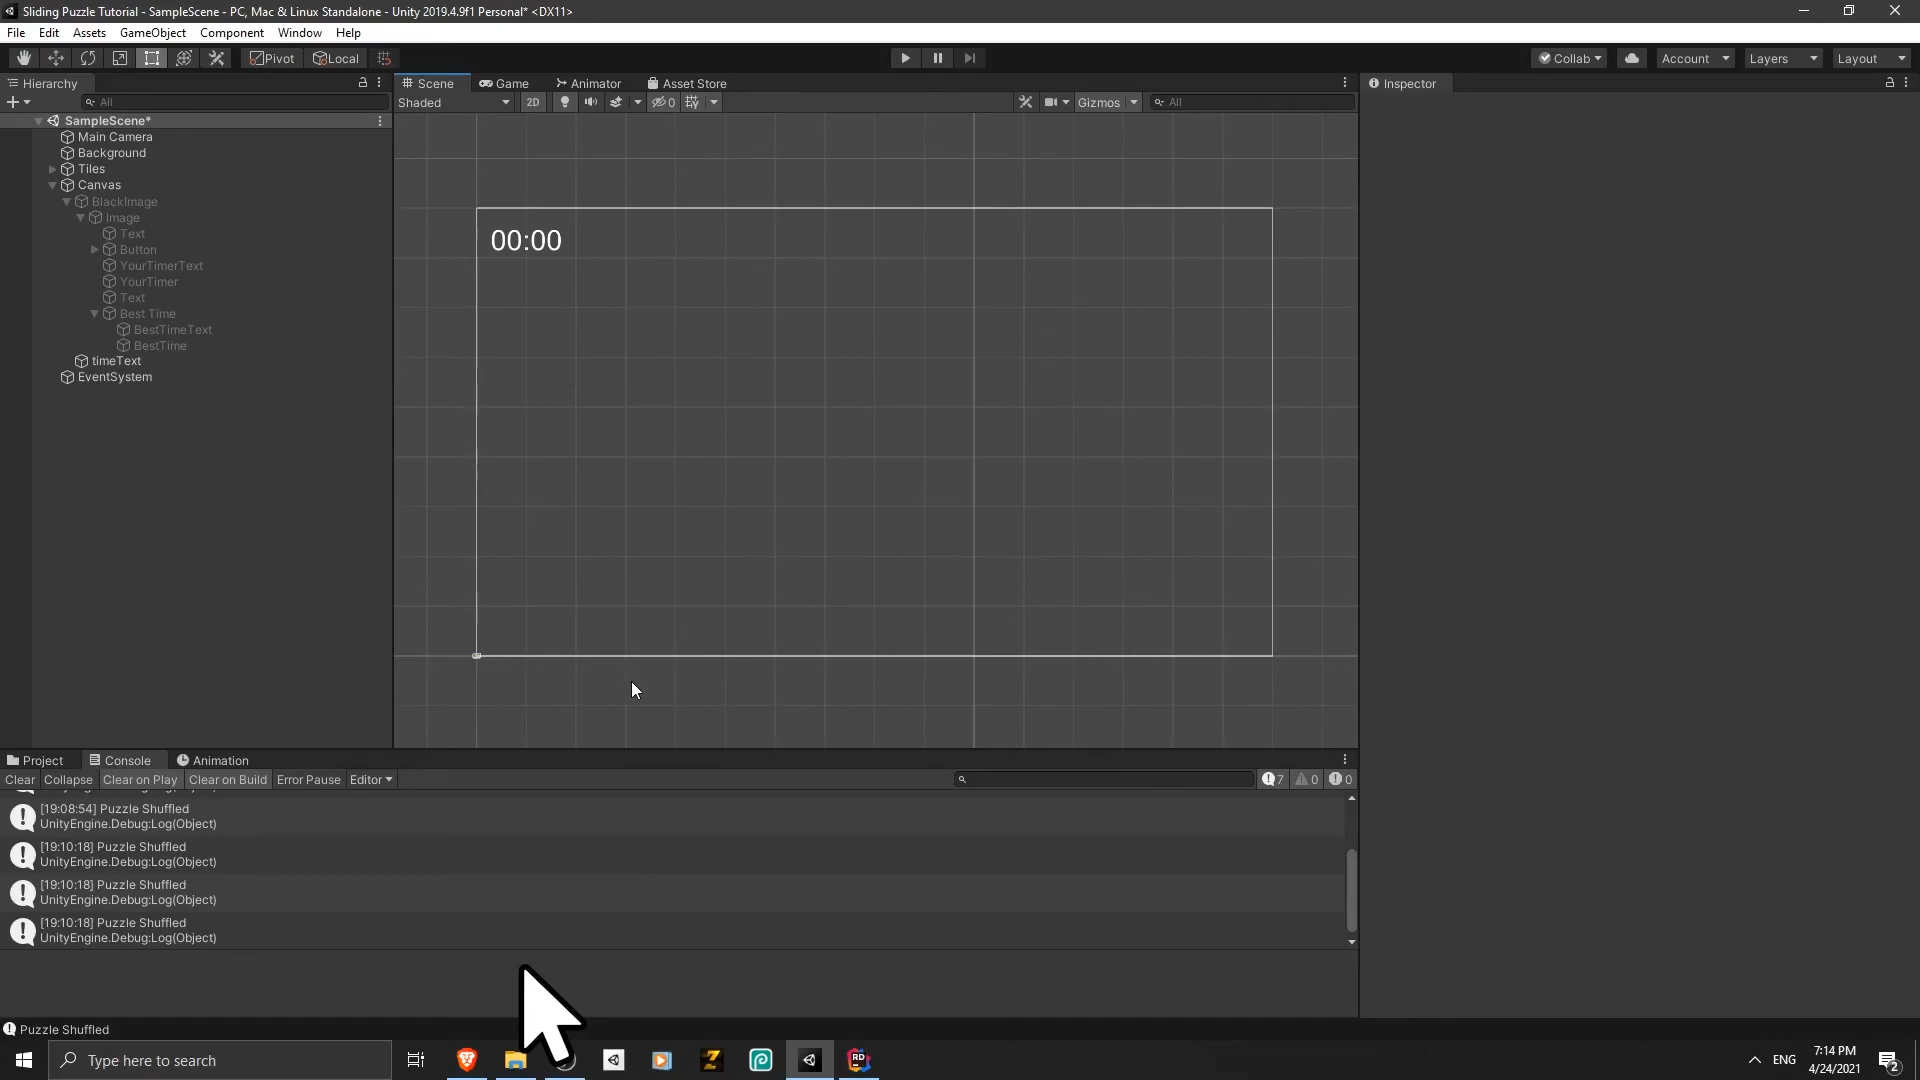 Sliding Puzzle Tutorial - SampleScene - PC, Mac & Linux Standalone - Unity 2019.4.9f1 Personal* <DX11>
File Edit Assets GameObject Component Window Help
Pivot Local Collab Account Layers Layout
Hierarchy Scene Game Animator Asset Store Inspector
All Shaded 2D 0 Gizmos All
SampleScene*
Main Camera
Background
Tiles
Canvas
BlackImage
Image
Text
Button
YourTimerText
YourTimer
Text
Best Time
BestTimeText
BestTime
timeText
EventSystem
00:00
Project Console Animation
Clear Collapse Clear on Play Clear on Build Error Pause Editor 7 0 0
[19:08:54] Puzzle Shuffled
UnityEngine.Debug:Log(Object)
[19:10:18] Puzzle Shuffled
UnityEngine.Debug:Log(Object)
[19:10:18] Puzzle Shuffled
UnityEngine.Debug:Log(Object)
[19:10:18] Puzzle Shuffled
UnityEngine.Debug:Log(Object)
Puzzle Shuffled
Type here to search
RD
ENG
7:14 PM
4/24/2021
2